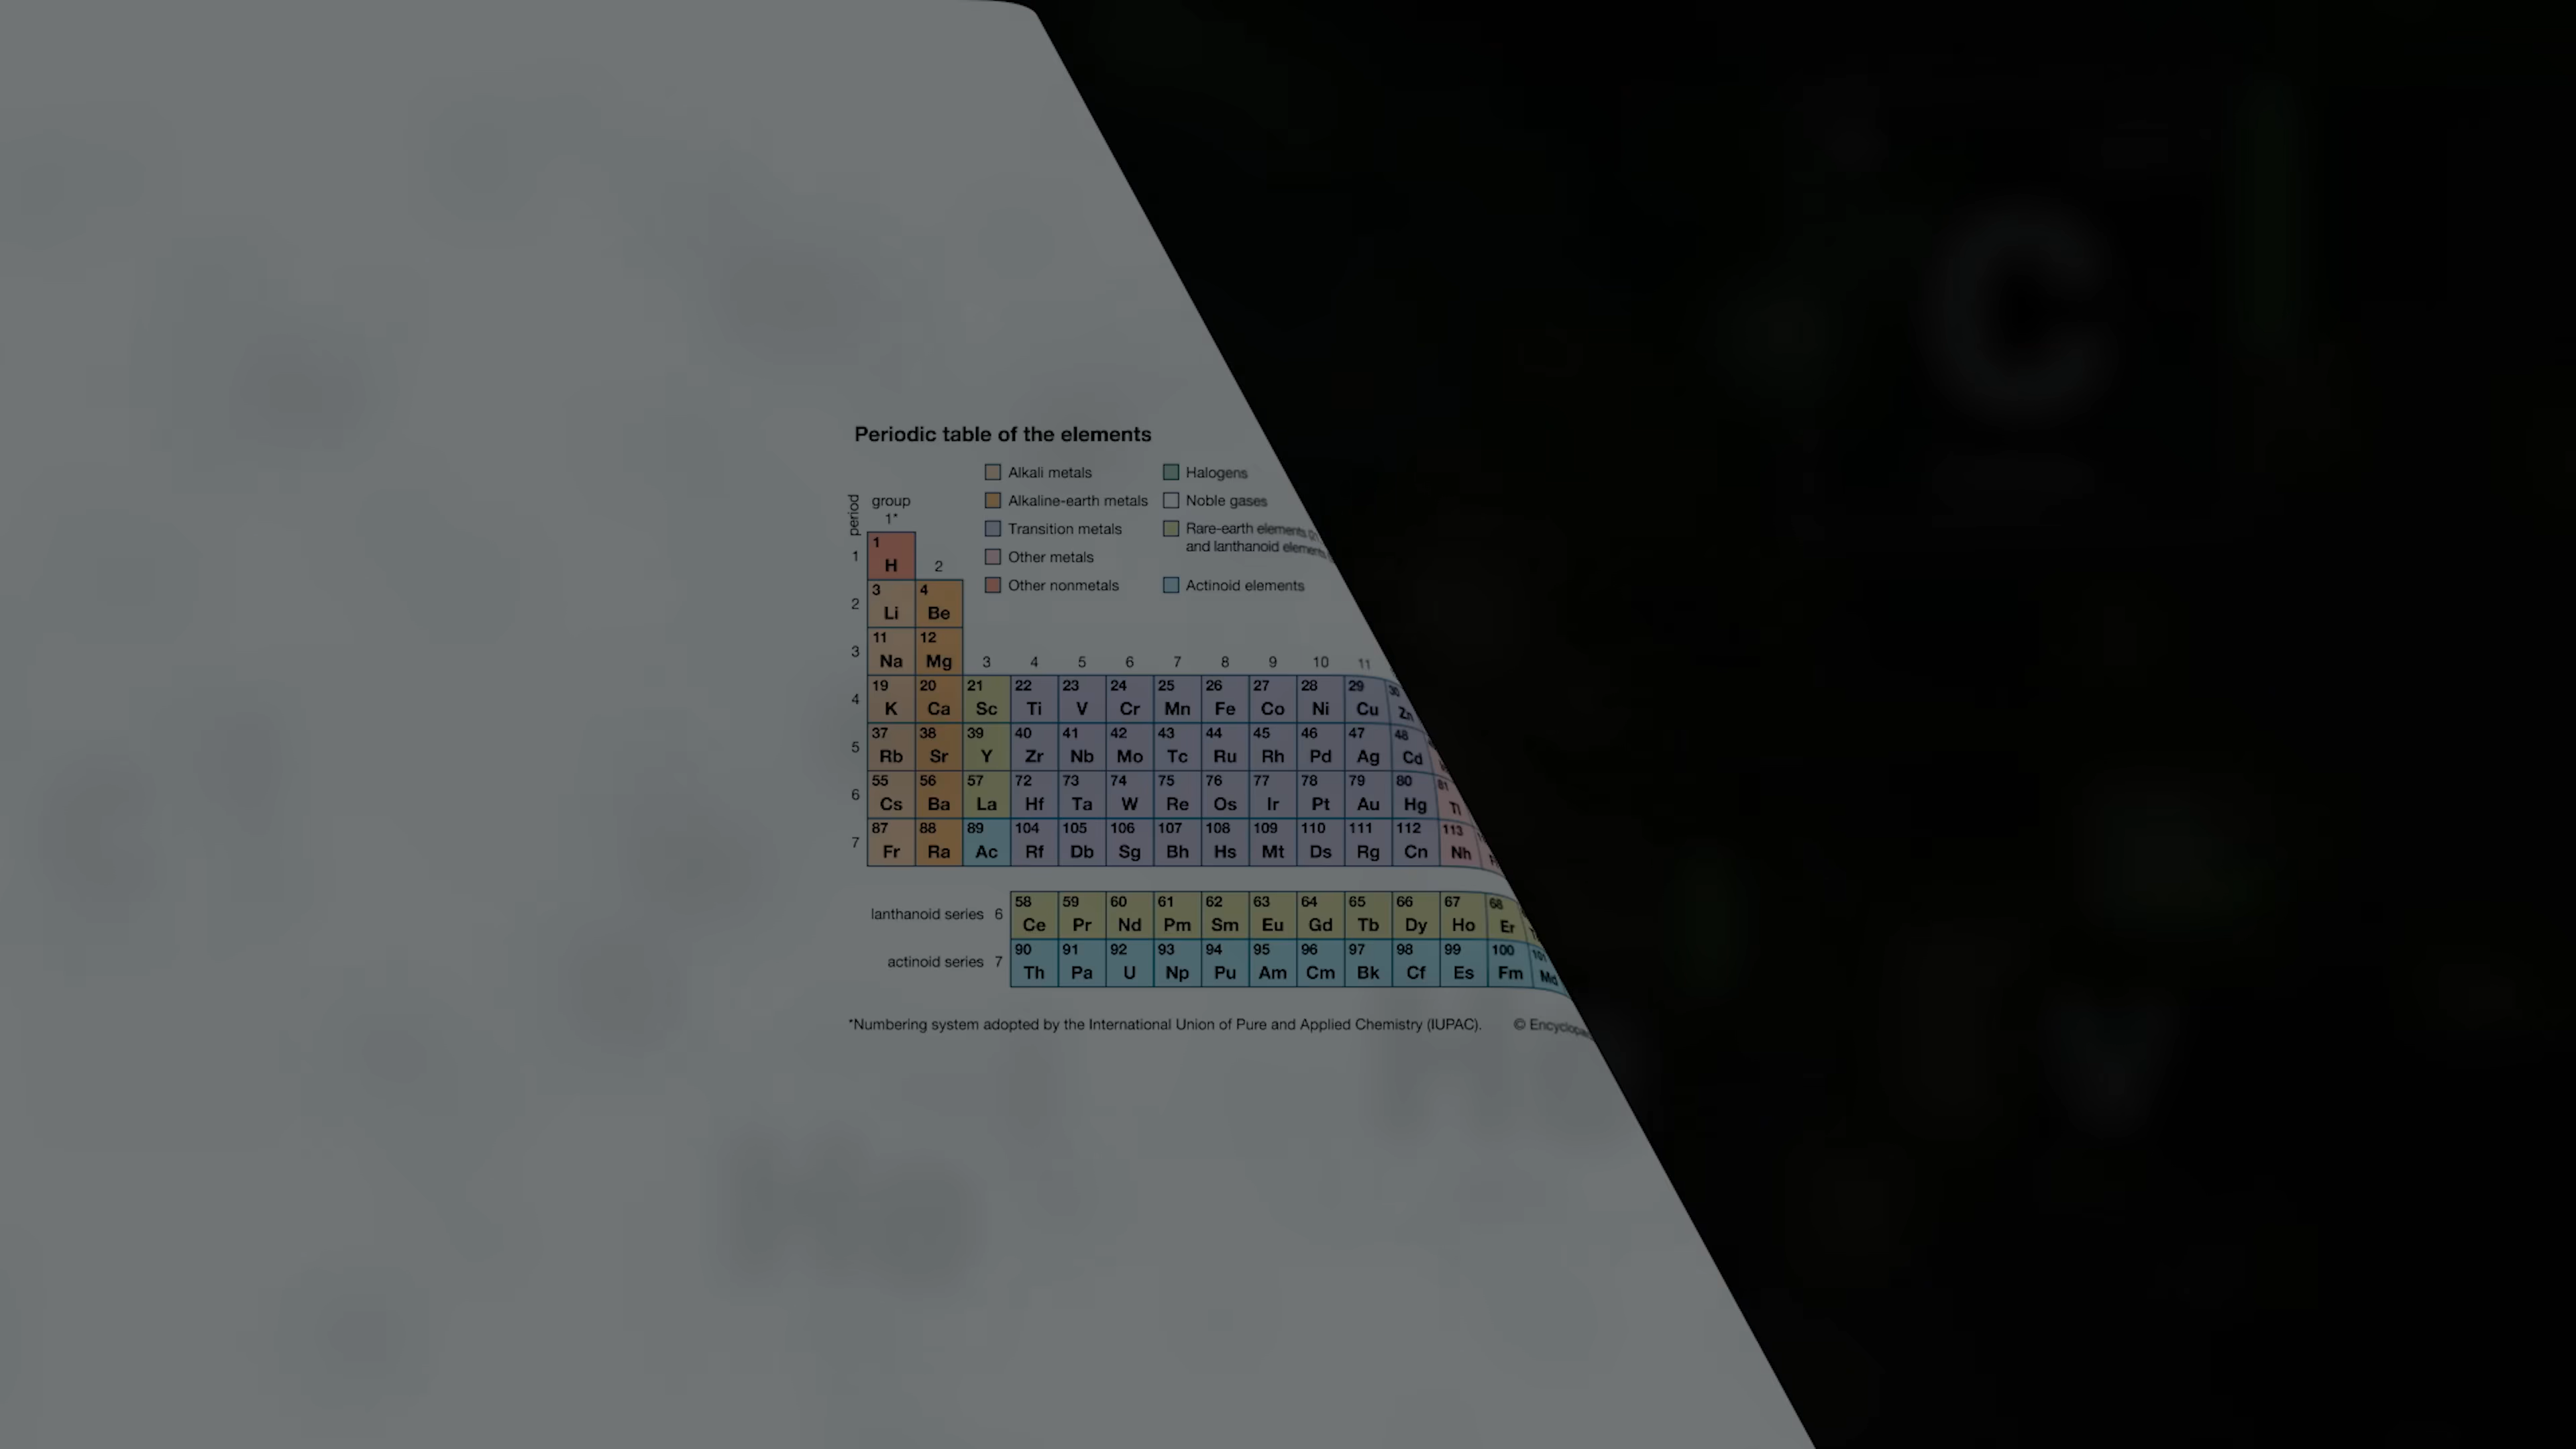 Periodic table of the elements
Alkali metals
Halogens
group
Alkaline-earth metals
Noble gases
period
1*
Transition metals
Rare-earth elements
and lanthanoid elements
1 Other metals
1
H 2
Other nonmetals
Actinoid elements
2 3 4
Li Be
3 11 12
Na Mg 3 4 5 6 7 8 9 10 11
4 19 20 21 22 23 24 25 26 27 28 29 30
K Ca Sc Ti V Cr Mn Fe Co Ni Cu Zn
5 37 38 39 40 41 42 43 44 45 46 47 48
Rb Sr Y Zr Nb Mo Tc Ru Rh Pd Ag Cd
6 55 56 57 72 73 74 75 76 77 78 79 80 81
Cs Ba La Hf Ta W Re Os Ir Pt Au Hg Tl
7 87 88 89 104 105 106 107 108 109 110 111 112 113
Fr Ra Ac Rf Db Sg Bh Hs Mt Ds Rg Cn Nh
lanthanoid series 6 58 59 60 61 62 63 64 65 66 67 68
Ce Pr Nd Pm Sm Eu Gd Tb Dy Ho Er
actinoid series 7 90 91 92 93 94 95 96 97 98 99 100 101
Th Pa U Np Pu Am Cm Bk Cf Es Fm Md
*Numbering system adopted by the International Union of Pure and Applied Chemistry (IUPAC). ©
C